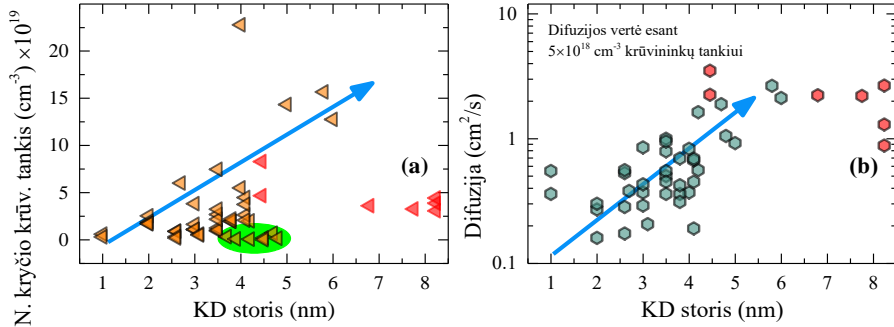 N. kryčio krūv. tankis (cm⁻³) ×10¹⁹
20
15
10
5
0
(a)
1 2 3 4 5 6 7 8
KD storis (nm)
Difuzija (cm²/s)
10
1
0.1
Difuzijos vertė esant
5×10¹⁸ cm⁻³ krūvininkų tankiui
(b)
1 2 3 4 5 6 7 8
KD storis (nm)